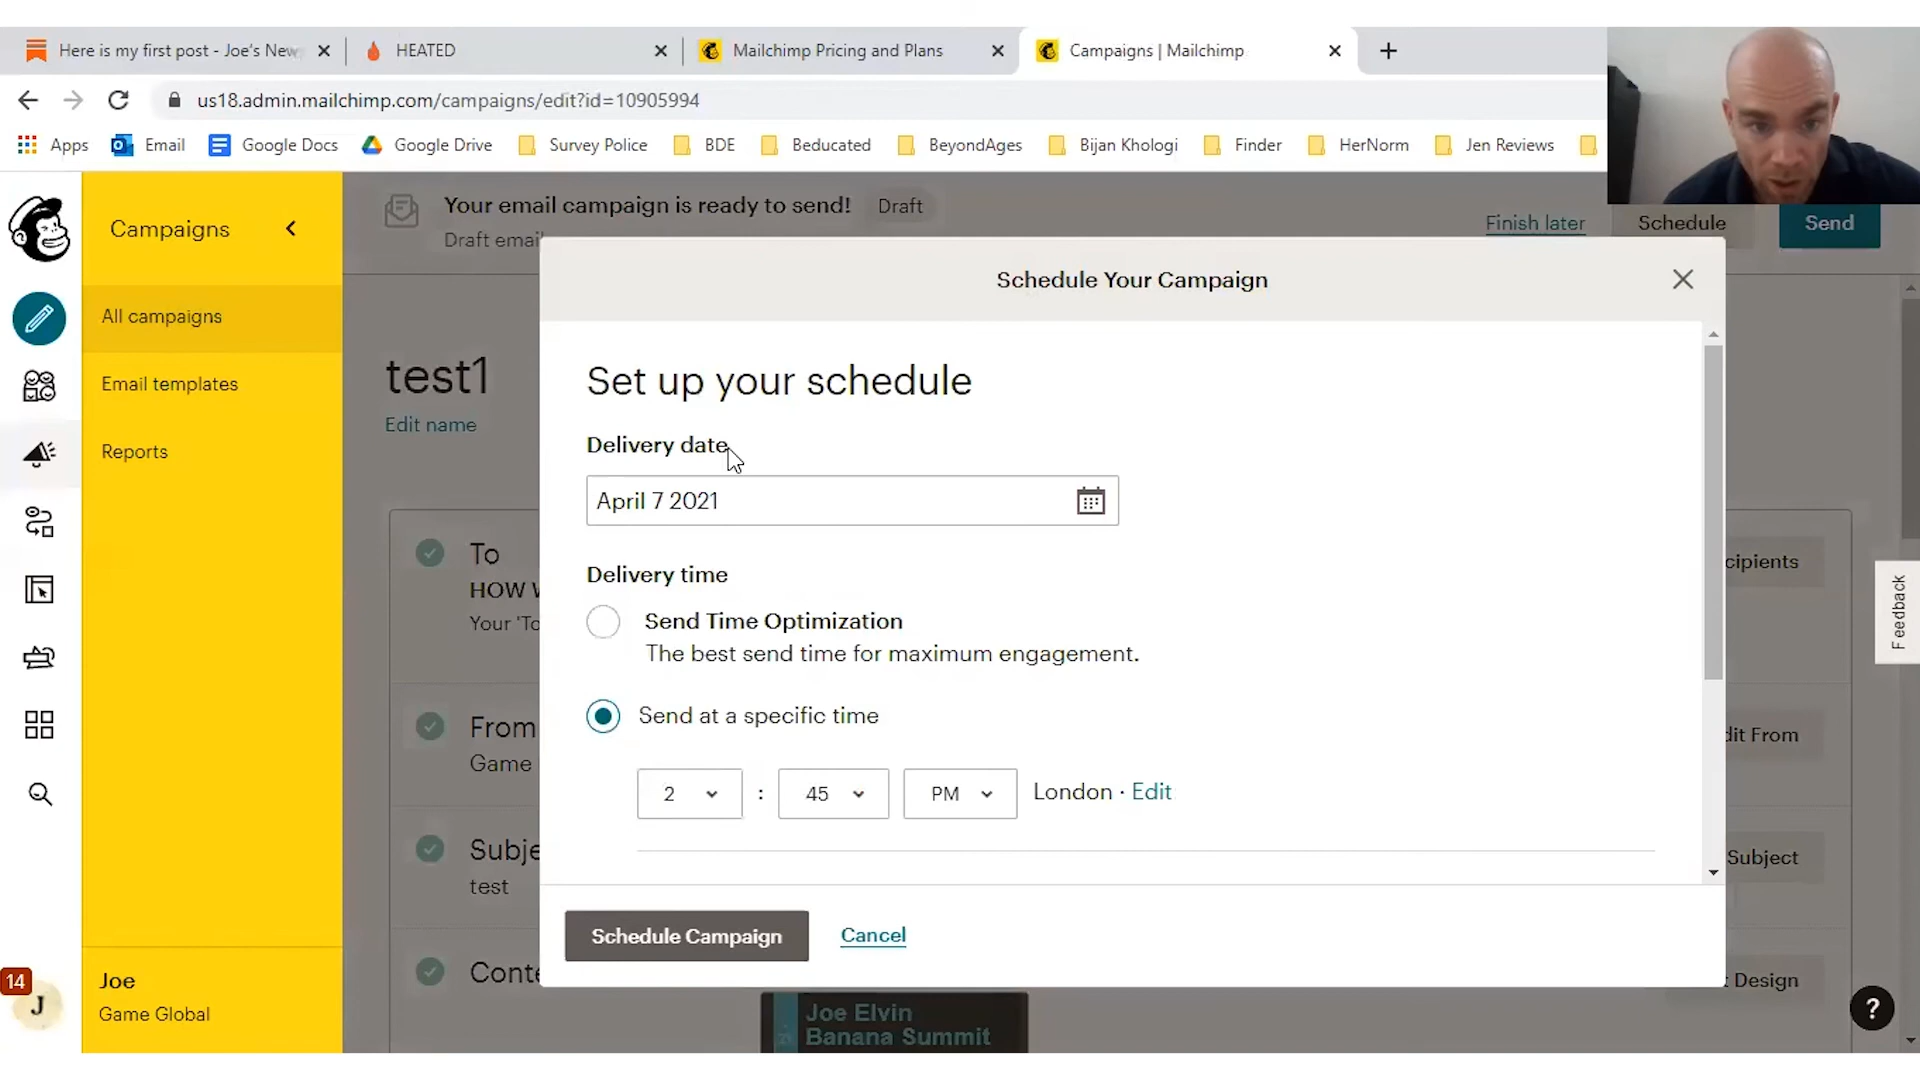 Here is my first post - Joe's New
HEATED
Mailchimp Pricing and Plans
Campaigns | Mailchimp
us18.admin.mailchimp.com/campaigns/edit?id=10905994
Apps
Email
Google Docs
Google Drive
Survey Police
BDE
Beducated
BeyondAges
Bijan Khologi
Finder
HerNorm
Jen Reviews
Campaigns
Your email campaign is ready to send!
Draft
Draft email
Finish later
Schedule
Send
Schedule Your Campaign
All campaigns
Email templates
Reports
test1
Edit name
Set up your schedule
Delivery date
April 7 2021
Delivery time
Send Time Optimization
The best send time for maximum engagement.
Send at a specific time
2 : 45 PM London · Edit
To
HOW W
Your 'To
cipients
From
Game
dit From
Subje
test
Subject
Conte
Design
Feedback
Schedule Campaign
Cancel
14
J
Joe
Game Global
Joe Elvin
Banana Summit
?